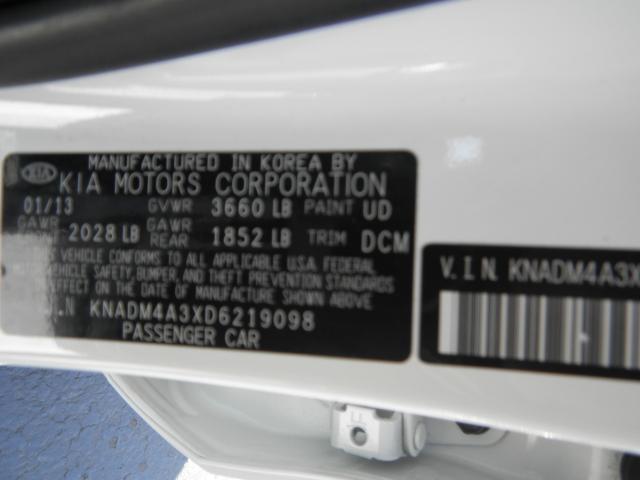 KIA
MANUFACTURED IN KOREA BY
KIA MOTORS CORPORATION
01/13 GVWR 3660 LB PAINT UD
GAWR 2028 LB GAWR REAR 1852 LB TRIM DCM
VEHICLE CONFORMS TO ALL APPLICABLE U.S.A. FEDERAL
VEHICLE SAFETY, BUMPER, AND THEFT PREVENTION STANDARDS
EFFECT ON THE DATE OF MANUFACTURE SHOWN ABOVE
V.I.N KNADM4A3XD6219098
PASSENGER CAR
V.I.N. KNADM4A3X